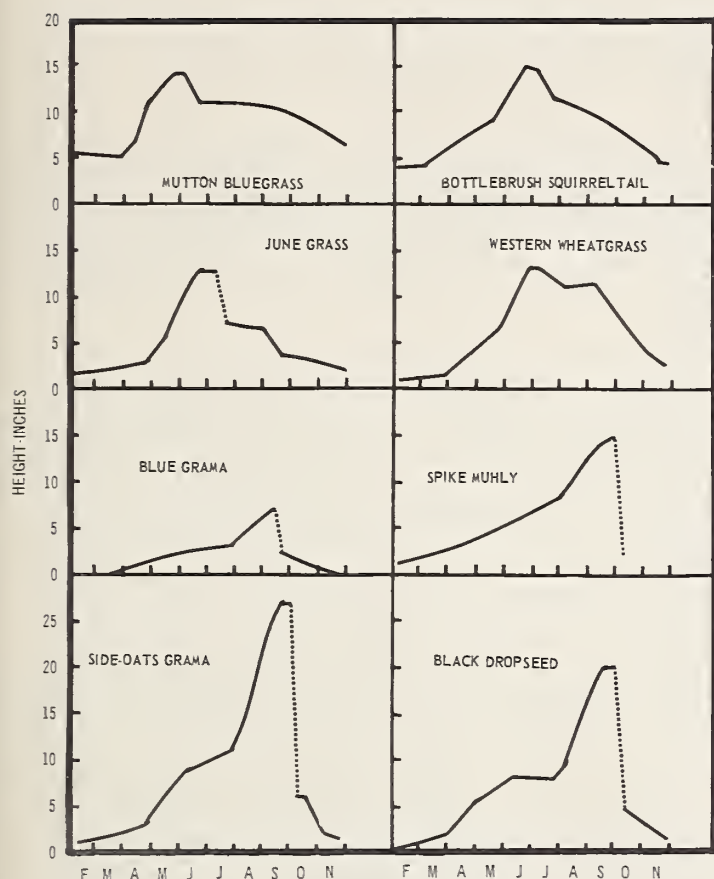 20
15
10
5
0
MUTTON BLUEGRASS
BOTTLEBRUSH SQUIRRELTAIL
15
10
5
0
JUNE GRASS
WESTERN WHEATGRASS
HEIGHT-INCHES
15
10
5
0
BLUE GRAMA
SPIKE MUHLY
25
20
15
10
5
0
SIDE-OATS GRAMA
BLACK DROPSEED
F M A M J J A S O N
F M A M J J A S O N